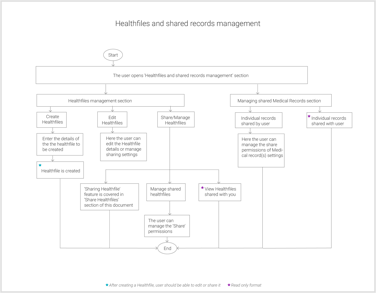 Healthfiles and shared records management
Start
The user opens 'Healthfiles and shared records management' section
Healthfiles management section
Managing shared Medical Records section
Create
Healthfiles
Edit
Healthfiles
Share/Manage
Healthfiles
Individual records
shared by user
Individual records
shared with user
Enter the details of
the the healthfile to
be created
Here the user can
edit the Healthfile
details or manage
sharing settings
Here the user can
manage the share
permissions of Medi-
cal record(s) settings
Healthfile is created
'Sharing Healthfile'
feature is covered in
'Share Healthfiles'
section of this document
Manage shared
healthfiles
View Healthfiles
shared with you
The user can
manage the 'Share'
permissions
End
After creating a Healthfile, user should be able to edit or share it
Read only format